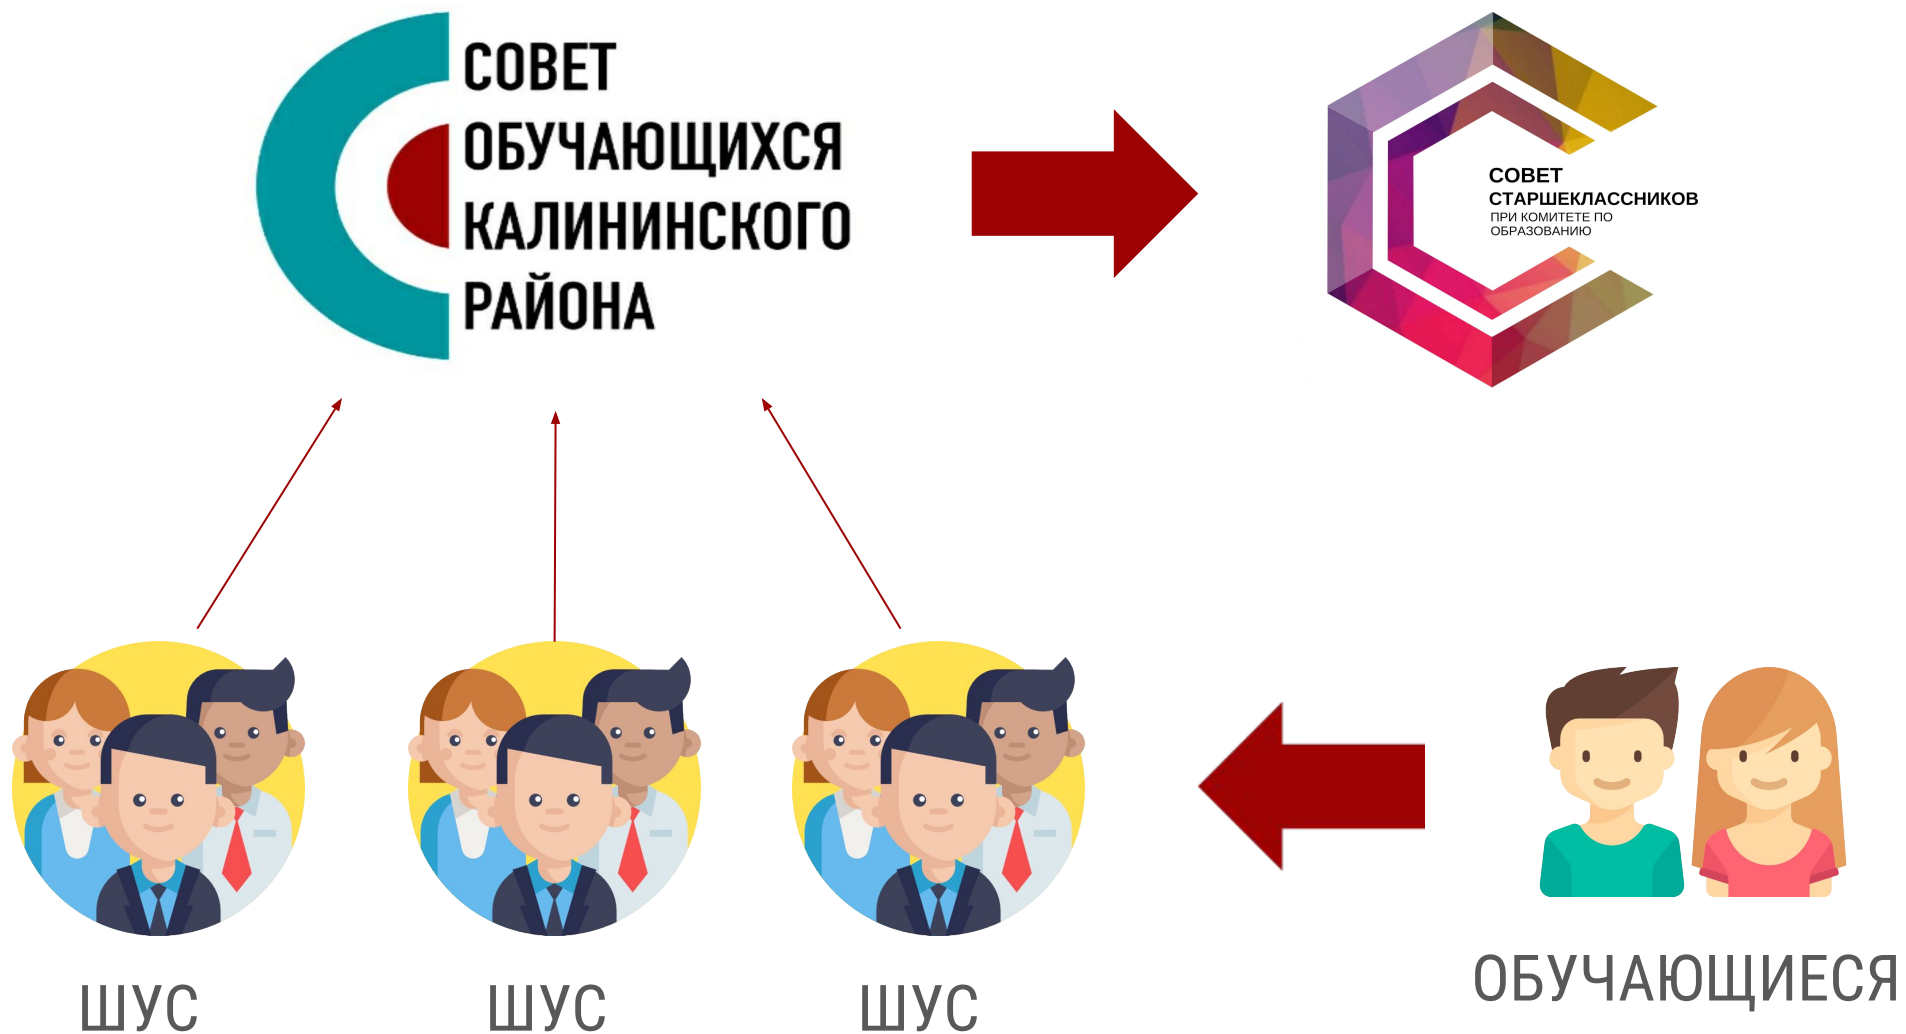 СОВЕТ
ОБУЧАЮЩИХСЯ
КАЛИНИНСКОГО
РАЙОНА
СОВЕТ
СТАРШЕКЛАССНИКОВ
ПРИ КОМИТЕТЕ ПО
ОБРАЗОВАНИЮ
ШУС
ШУС
ШУС
ОБУЧАЮЩИЕСЯ